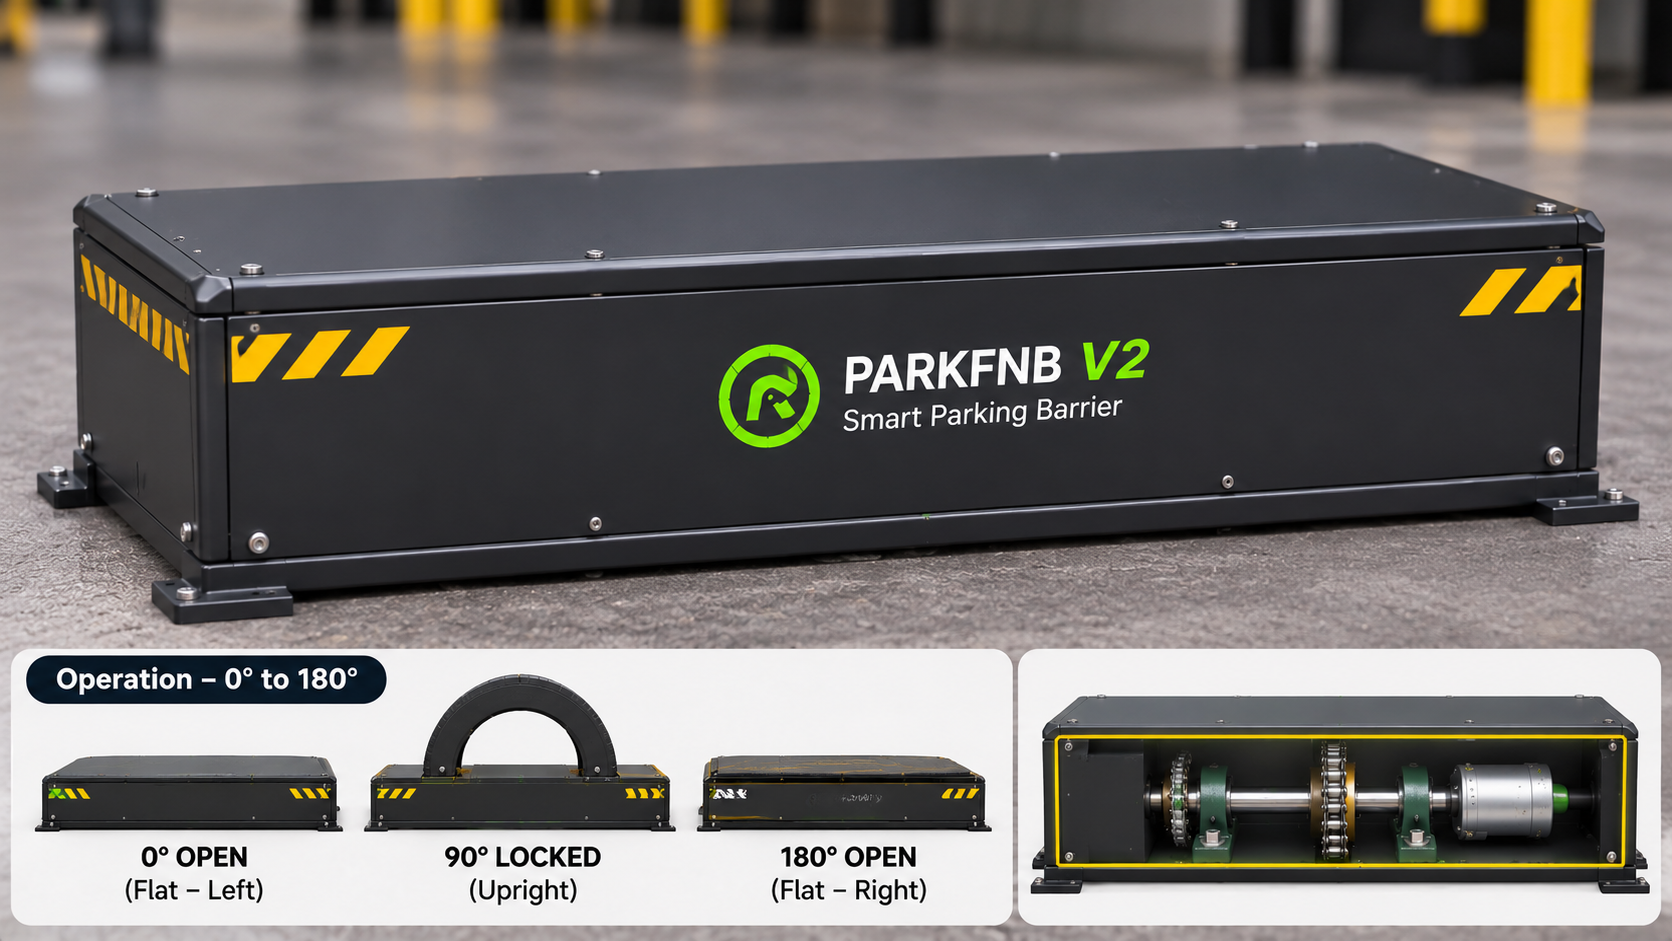 PARKFNB V2
Smart Parking Barrier
Operation – 0° to 180°
0° OPEN
(Flat – Left)
90° LOCKED
(Upright)
180° OPEN
(Flat – Right)